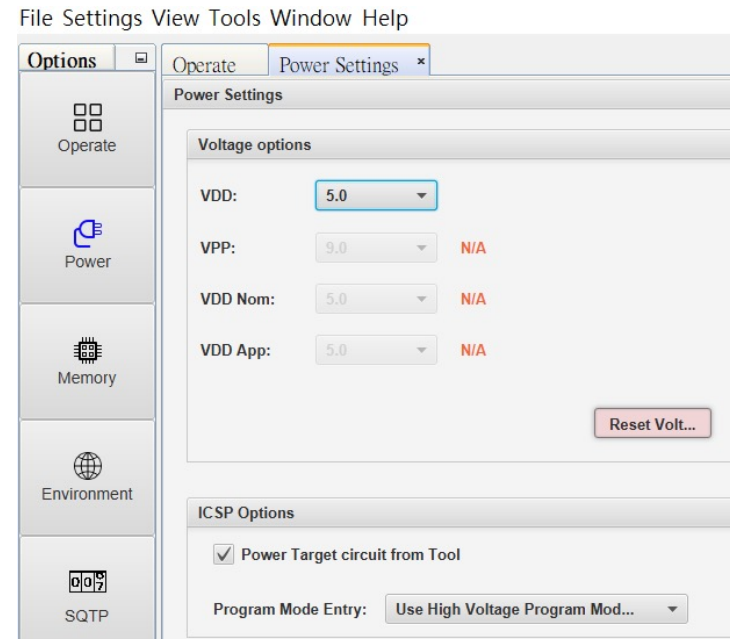 File Settings View Tools Window Help
Options
Operate
Power Settings
Power Settings
Operate
Voltage options
VDD: 5.0
Power
VPP: 9.0 N/A
VDD Nom: 5.0 N/A
Memory
VDD App: 5.0 N/A
Reset Volt...
Environment
ICSP Options
Power Target circuit from Tool
SQTP
Program Mode Entry: Use High Voltage Program Mod...